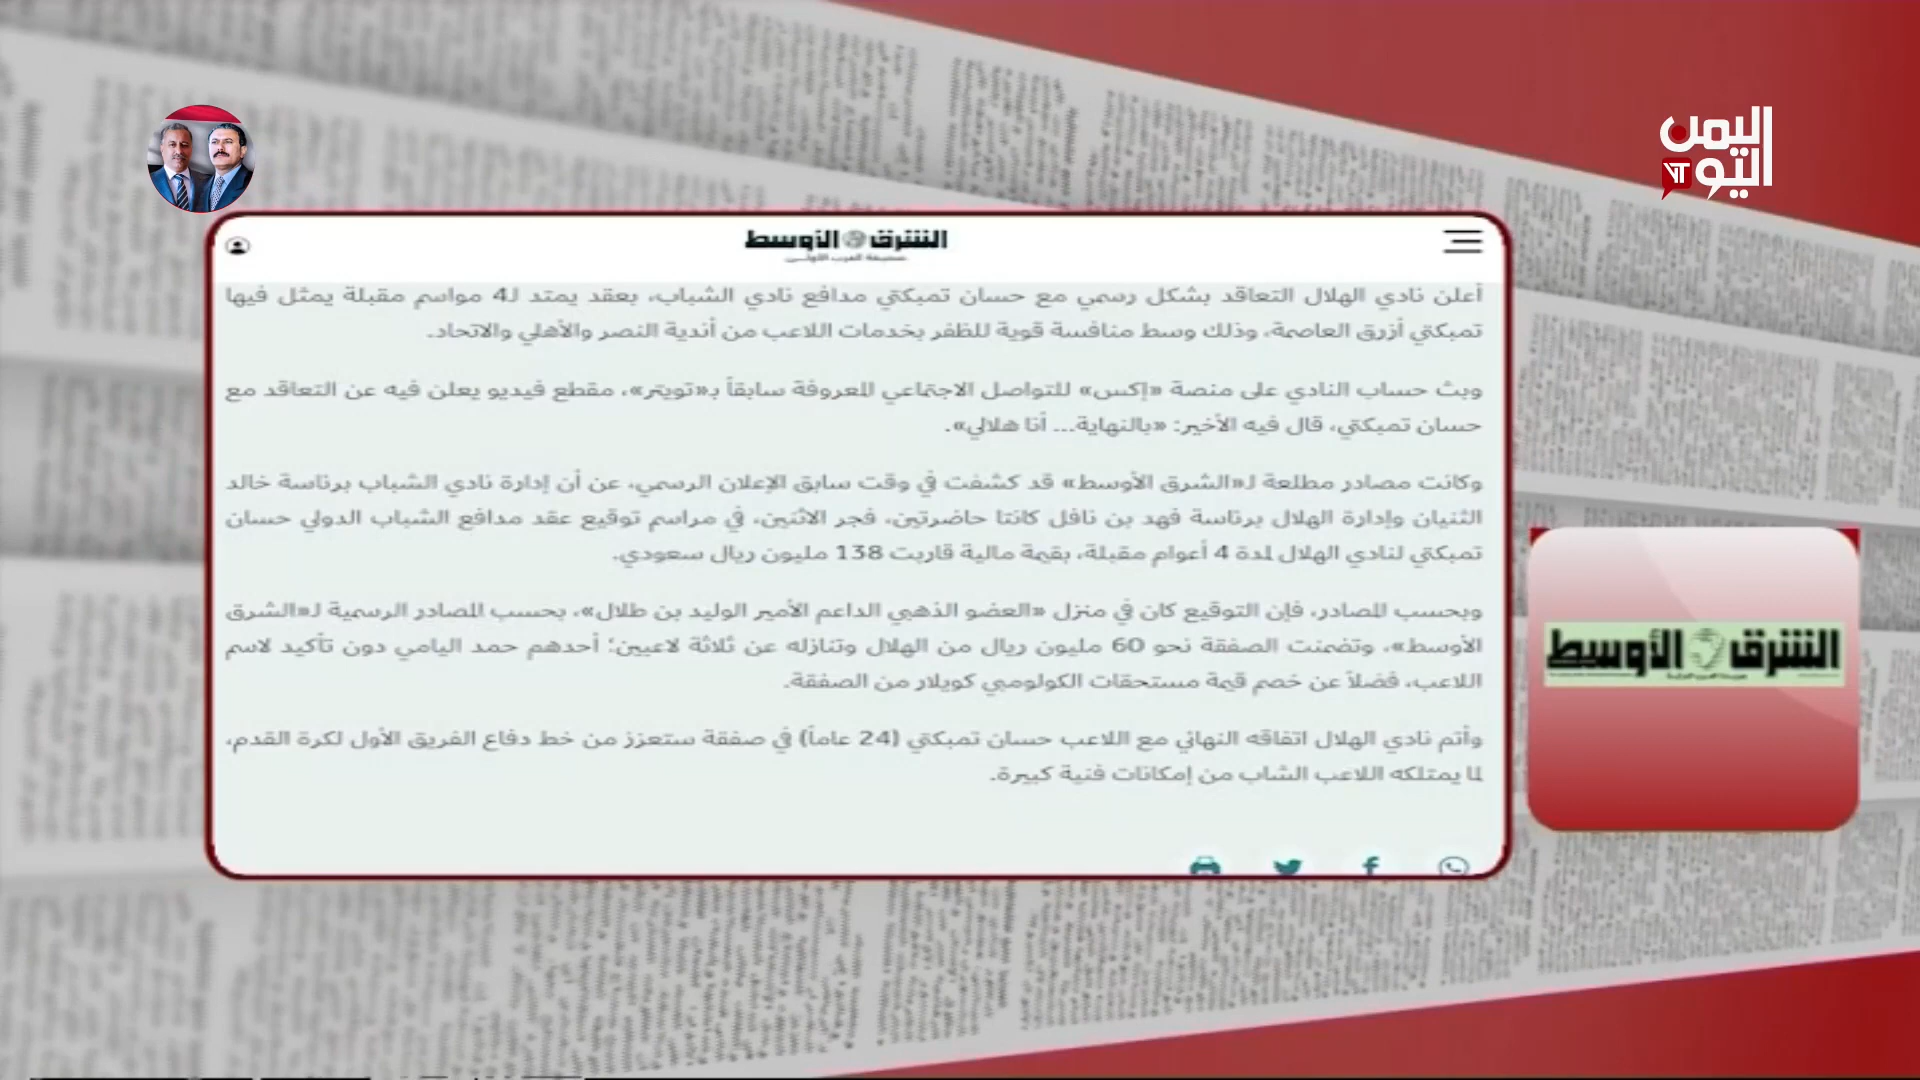 اليمن
اليوم
YT
الشرق الأوسط
صحيفة العرب الأولى
أعلن نادي الهلال التعاقد بشكل رسمي مع حسان تمبكتي مدافع نادي الشباب، بعقد يمتد لـ4 مواسم مقبلة يمثل فيها
تمبكتي أزرق العاصمة، وذلك وسط منافسة قوية للظفر بخدمات اللاعب من أندية النصر والأهلي والاتحاد.
وبث حساب النادي على منصة «إكس» للتواصل الاجتماعي المعروفة سابقاً بـ«تويتر»، مقطع فيديو يعلن فيه عن التعاقد مع
حسان تمبكتي، قال فيه الأخير: «بالنهاية... أنا هلالي».
وكانت مصادر مطلعة لـ«الشرق الأوسط» قد كشفت في وقت سابق الإعلان الرسمي، عن أن إدارة نادي الشباب برئاسة خالد
الثنيان وإدارة الهلال برئاسة فهد بن نافل كانتا حاضرتين، فجر الاثنين، في مراسم توقيع عقد مدافع الشباب الدولي حسان
تمبكتي لنادي الهلال لمدة 4 أعوام مقبلة، بقيمة مالية قاربت 138 مليون ريال سعودي.
وبحسب المصادر، فإن التوقيع كان في منزل «العضو الذهبي الداعم الأمير الوليد بن طلال»، بحسب المصادر الرسمية لـ«الشرق
الأوسط»، وتضمنت الصفقة نحو 60 مليون ريال من الهلال وتنازله عن ثلاثة لاعبين؛ أحدهم حمد اليامي دون تأكيد لاسم
اللاعب، فضلاً عن خصم قيمة مستحقات الكولومبي كويلار من الصفقة.
وأتم نادي الهلال اتفاقه النهائي مع اللاعب حسان تمبكتي (24 عاماً) في صفقة ستعزز من خط دفاع الفريق الأول لكرة القدم،
لما يمتلكه اللاعب الشاب من إمكانات فنية كبيرة.
الشرق الأوسط